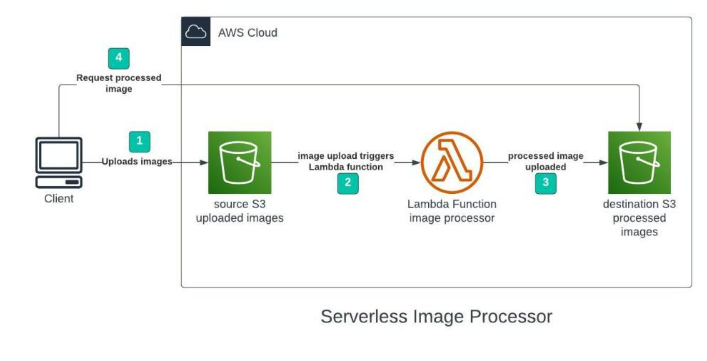 AWS Cloud
4
Request processed
image
1
Uploads images
Client
source S3
uploaded images
image upload triggers
Lambda function
2
Lambda Function
image processor
processed image
uploaded
3
destination S3
processed
images
Serverless Image Processor